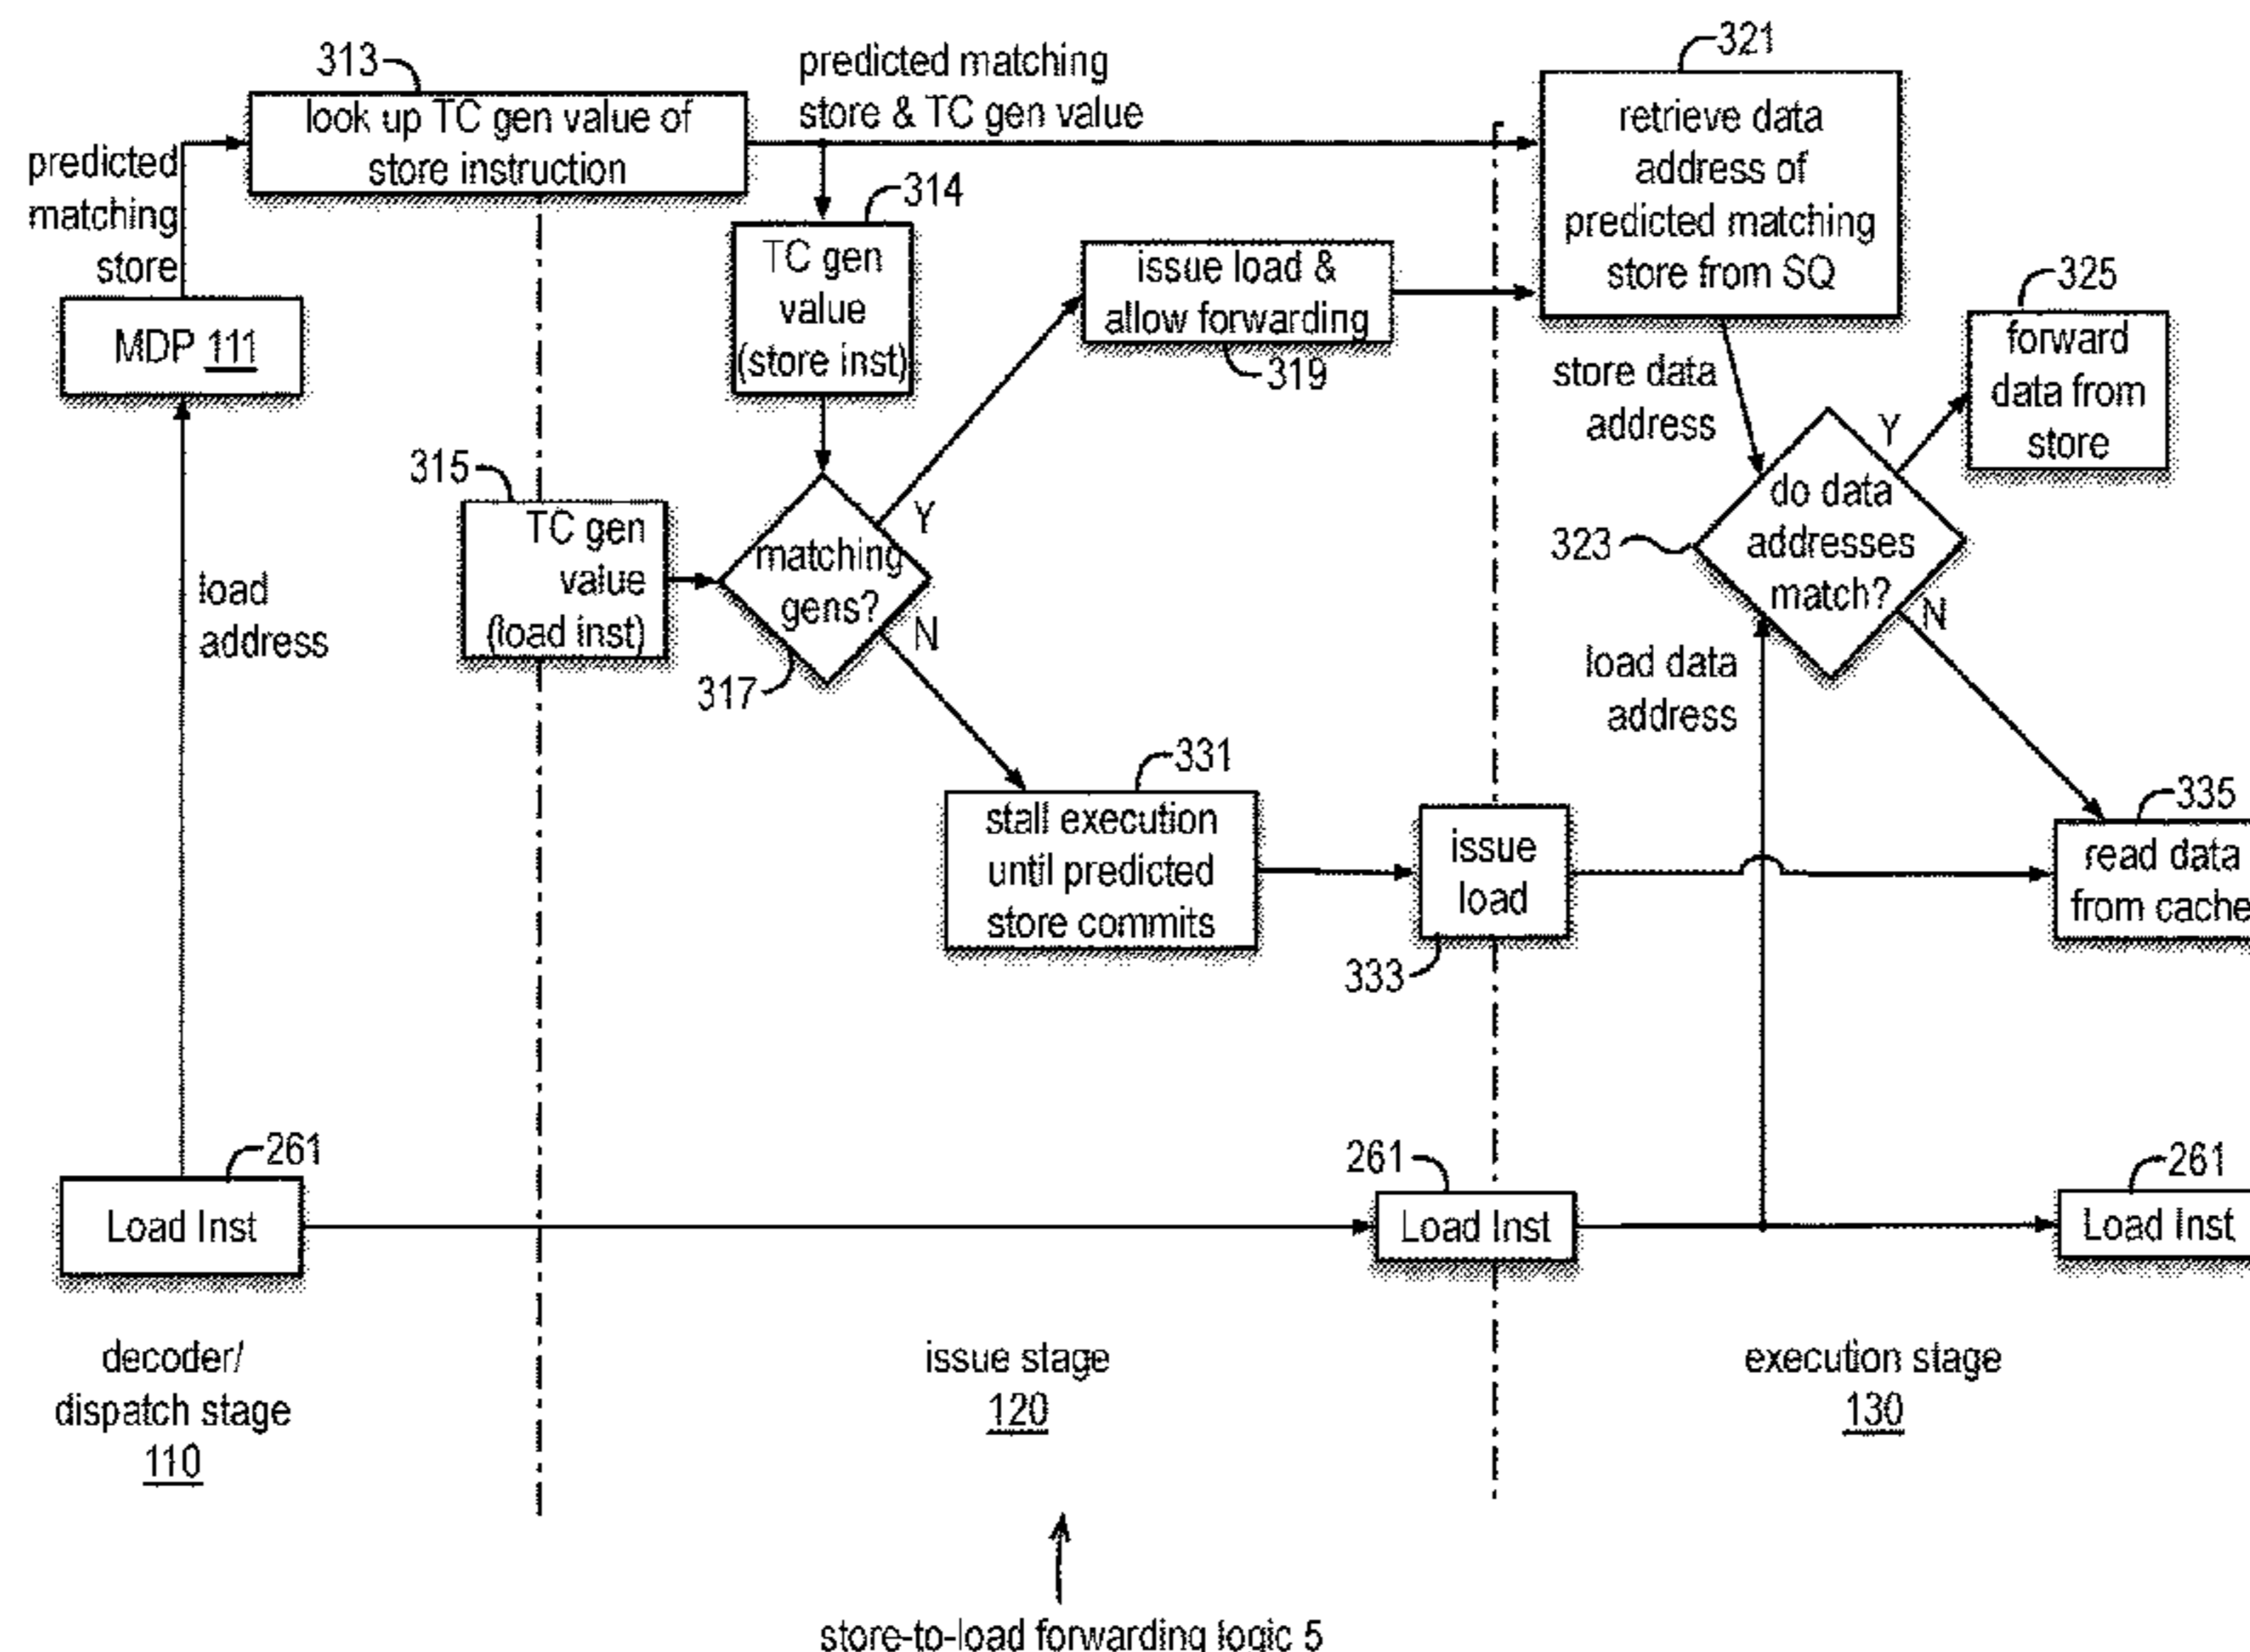 313
predicted matching
store & TC gen value
321
look up TC gen value of
store instruction
predicted
matching
store
retrieve data
address of
predicted matching
store from SQ
314
TC gen
value
(store inst)
issue load &
allow forwarding
319
325
forward
data from
store
MDP 111
store data
address
315
TC gen
value
(load inst)
matching
gens?
Y
N
317
Y
do data
addresses
match?
N
323
load
address
load data
address
331
stall execution
until predicted
store commits
issue
load
333
335
read data
from cache
261
Load Inst
261
Load Inst
261
Load Inst
decoder/
dispatch stage
110
issue stage
120
execution stage
130
store-to-load forwarding logic 5